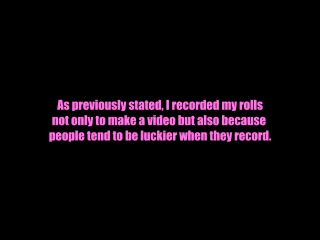 As previously stated, I recorded my rolls
not only to make a video but also because
people tend to be luckier when they record.